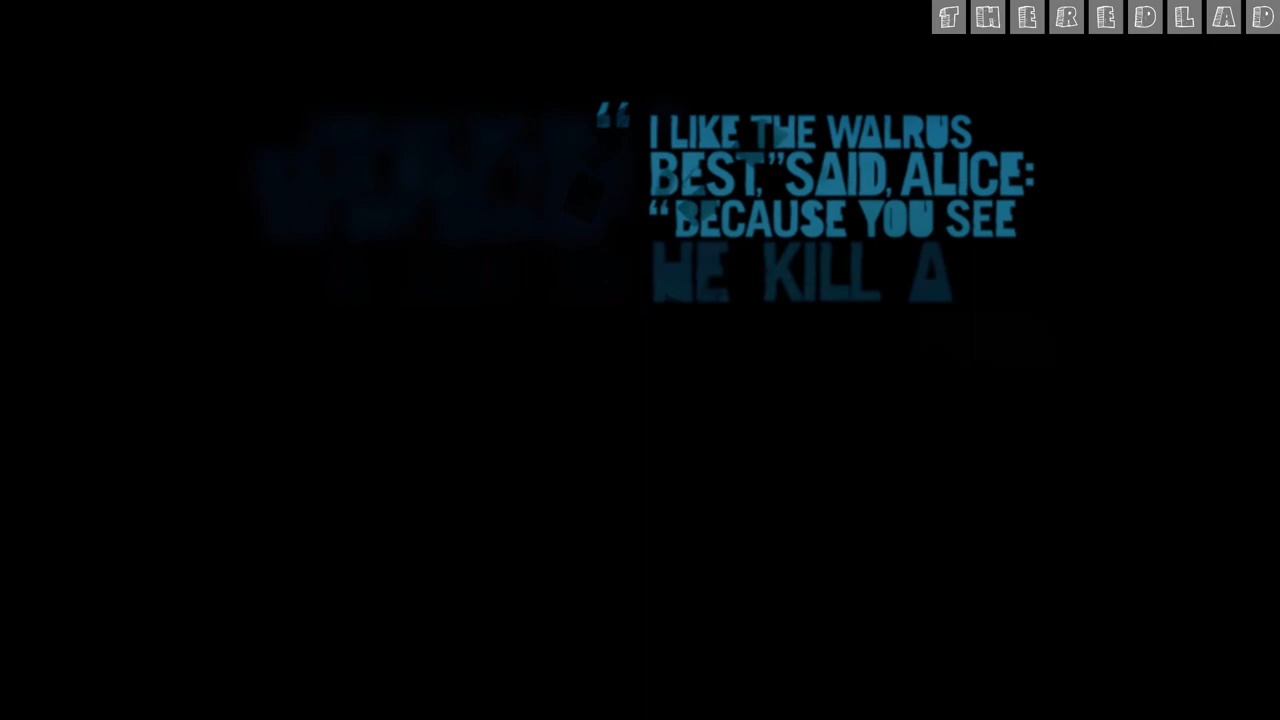 THEREDLAD
“ I LIKE THE WALRUS
BEST,”SAID, ALICE:
“BECAUSE YOU SEE
HE KILL A